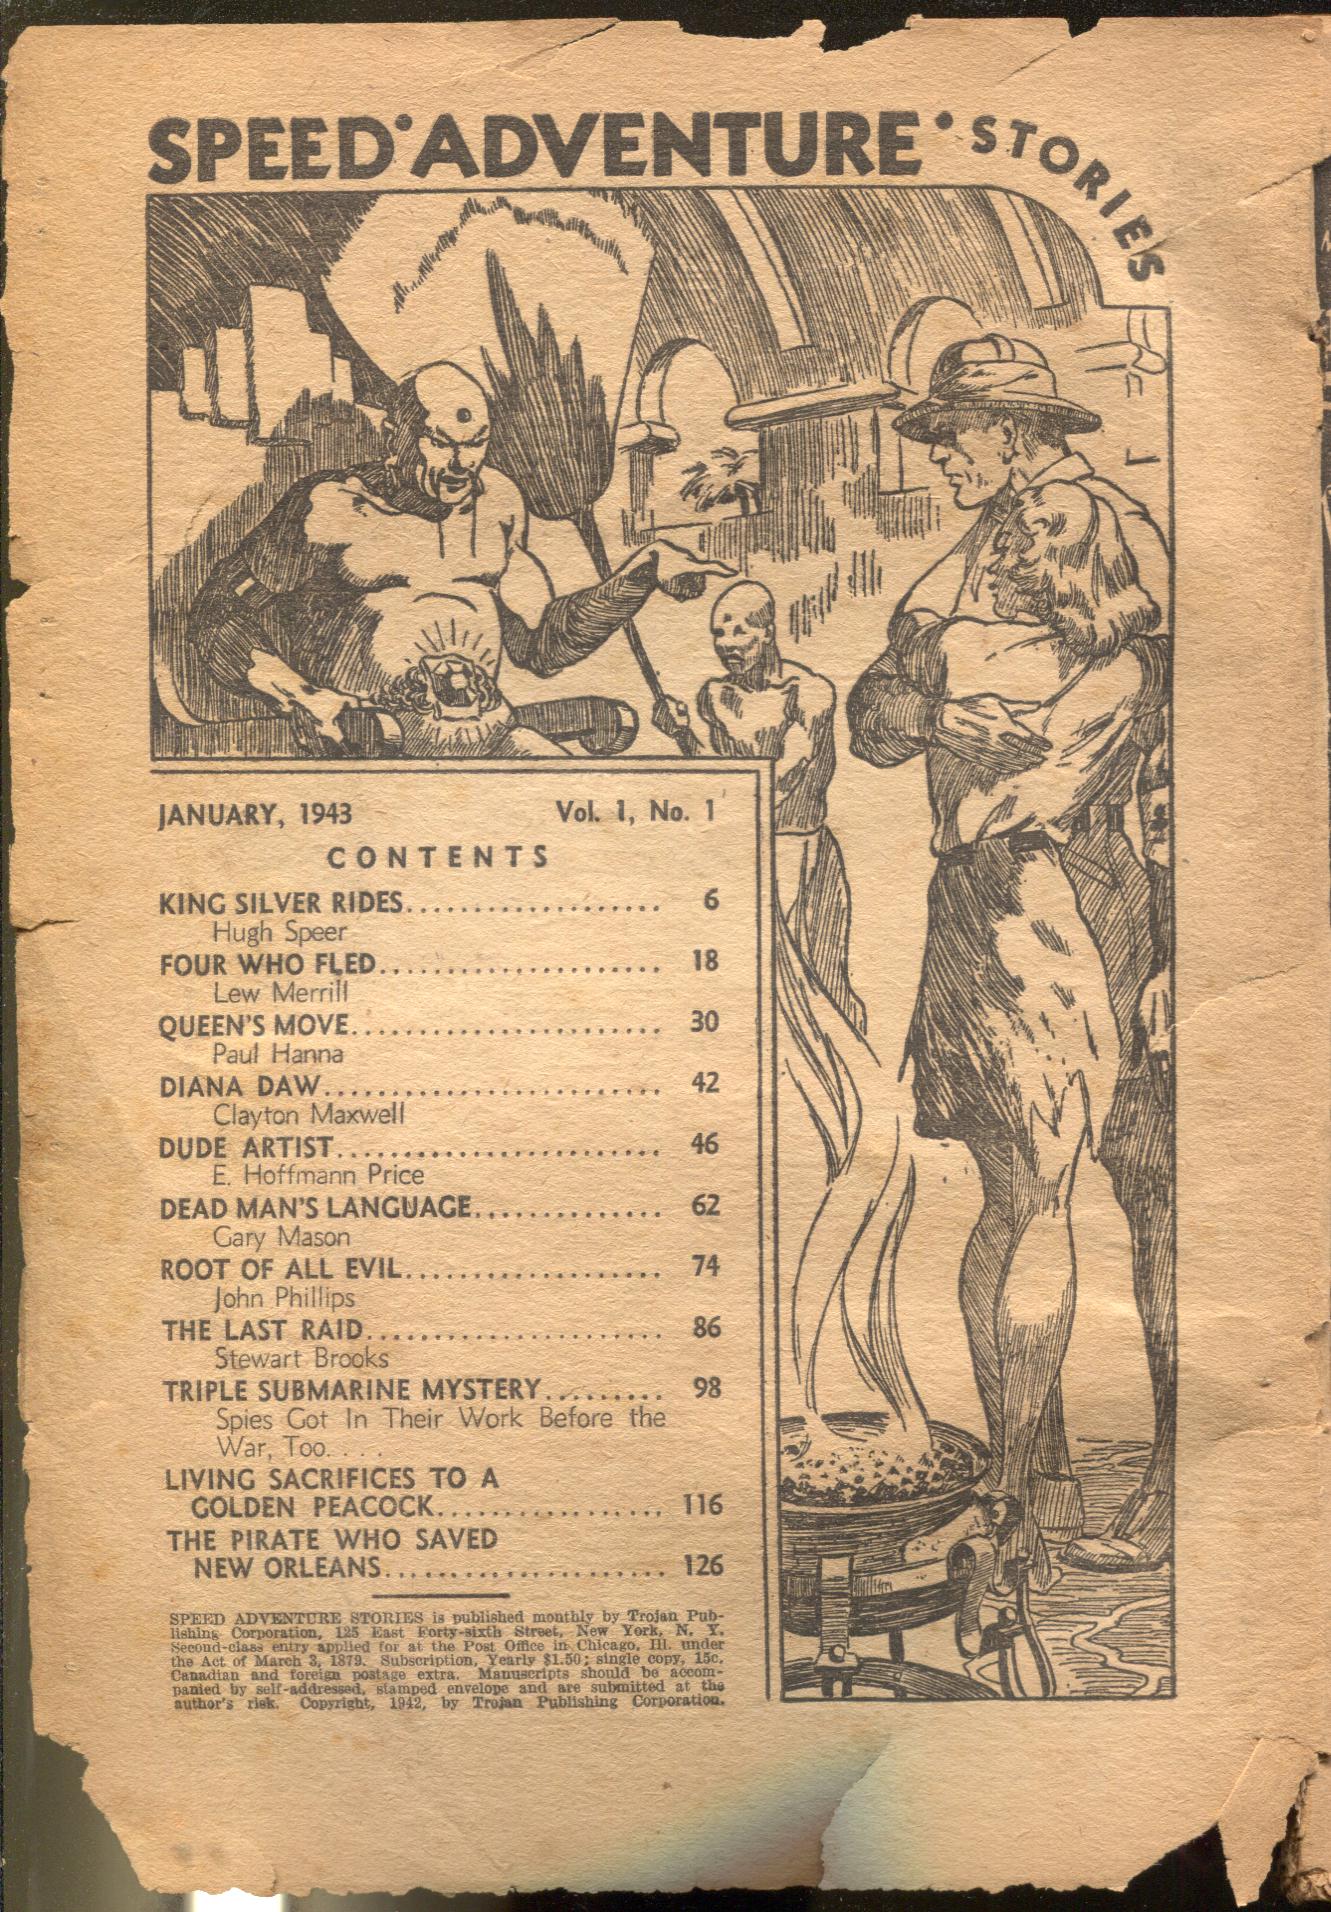 SPEED•ADVENTURE•STORIES
JANUARY, 1943 Vol. 1, No. 1
CONTENTS
KING SILVER RIDES................... 6
Hugh Speer
FOUR WHO FLED..................... 18
Lew Merrill
QUEEN'S MOVE....................... 30
Paul Hanna
DIANA DAW......................... 42
Clayton Maxwell
DUDE ARTIST........................ 46
E. Hoffmann Price
DEAD MAN'S LANGUAGE.............. 62
Gary Mason
ROOT OF ALL EVIL................... 74
John Phillips
THE LAST RAID...................... 86
Stewart Brooks
TRIPLE SUBMARINE MYSTERY......... 98
Spies Got In Their Work Before the
War, Too. . . .
LIVING SACRIFICES TO A
GOLDEN PEACOCK................. 116
THE PIRATE WHO SAVED
NEW ORLEANS..................... 126
SPEED ADVENTURE STORIES is published monthly by Trojan Pub-
lishing Corporation, 125 East Forty-sixth Street, New York, N. Y.
Second-class entry applied for at the Post Office in Chicago, Ill. under
the Act of March 3, 1879. Subscription, Yearly $1.50; single copy, 15c.
Canadian and foreign postage extra. Manuscripts should be accom-
panied by self-addressed, stamped envelope and are submitted at the
author's risk. Copyright, 1942, by Trojan Publishing Corporation.